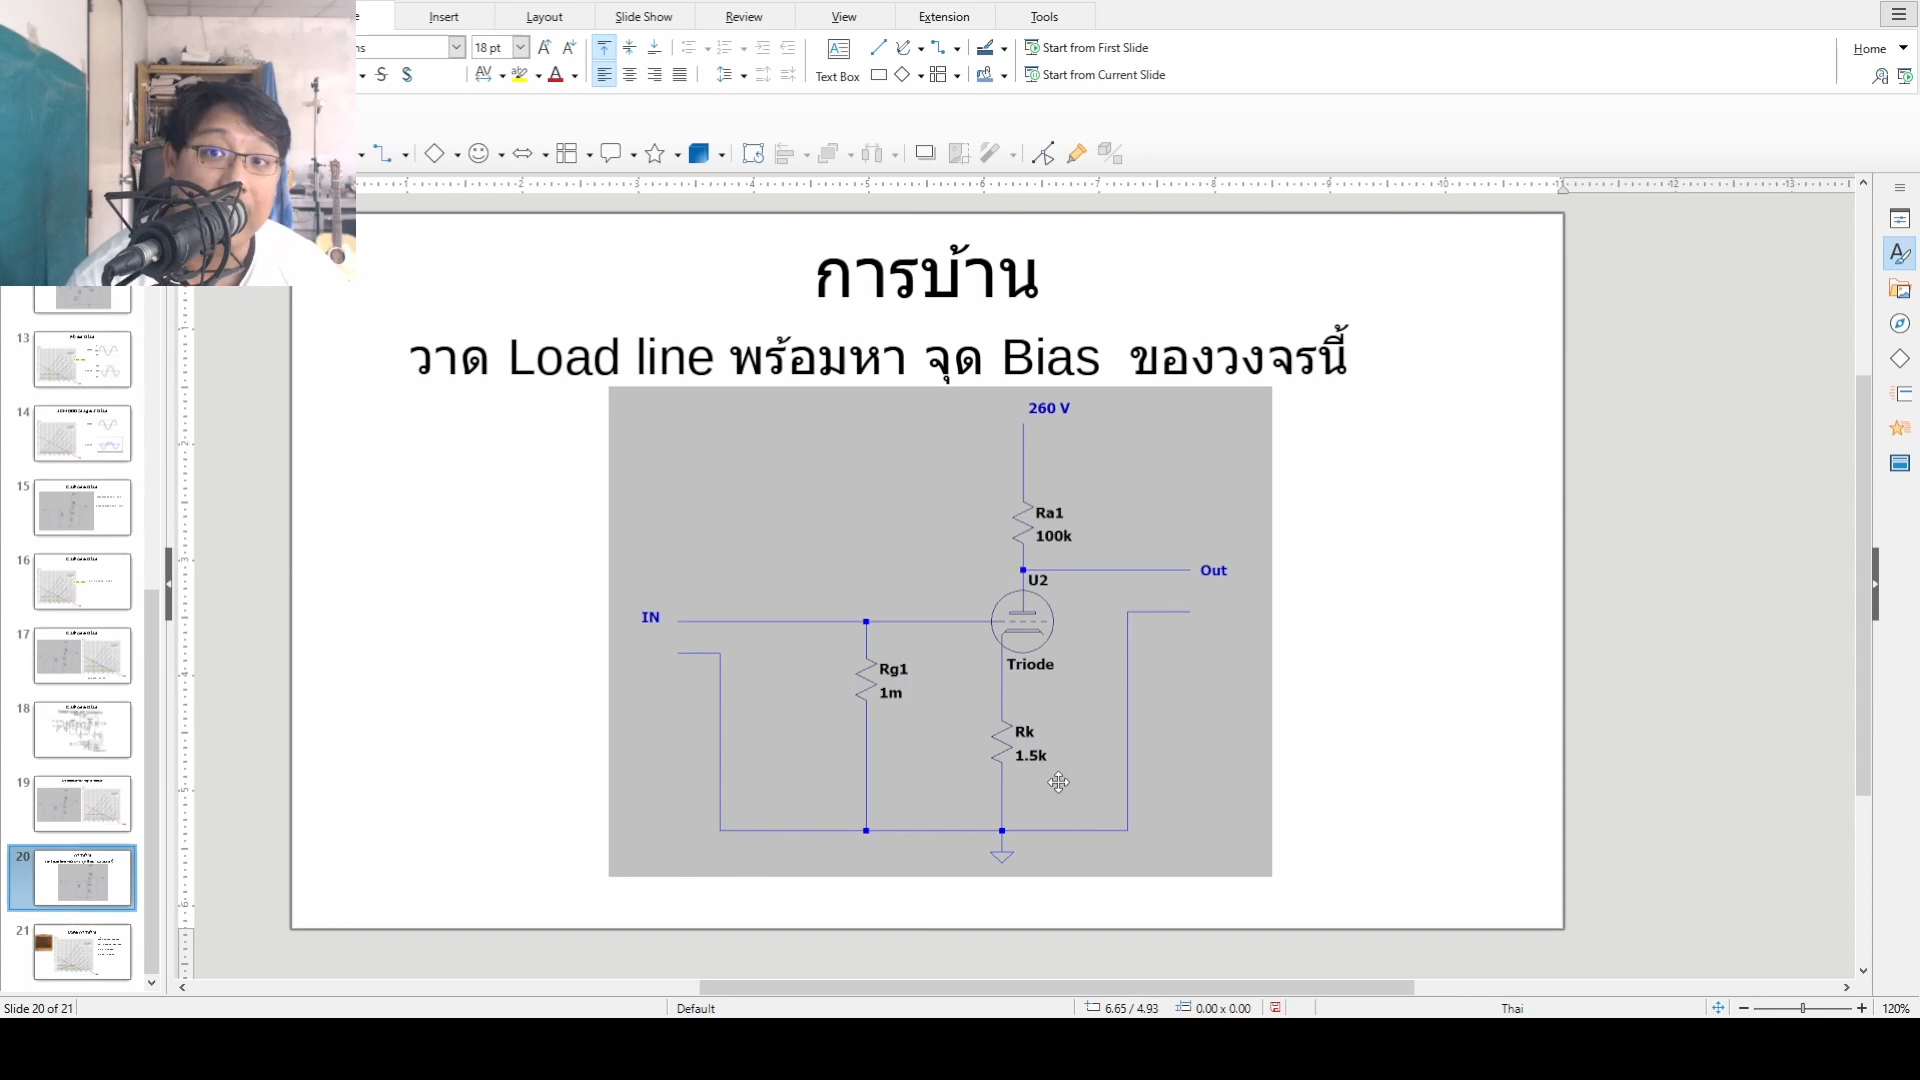 Insert Layout Slide Show Review View Extension Tools
18 pt
Text Box
Start from First Slide
Start from Current Slide
Home
การบ้าน
วาด Load line พร้อมหา จุด Bias ของวงจรนี้
260 V
Ra1
100k
Out
U2
IN
Triode
Rg1
1m
Rk
1.5k
13
14
15
16
17
18
19
20
21
Slide 20 of 21
Default
6.65 / 4.93
0.00 x 0.00
Thai
120%